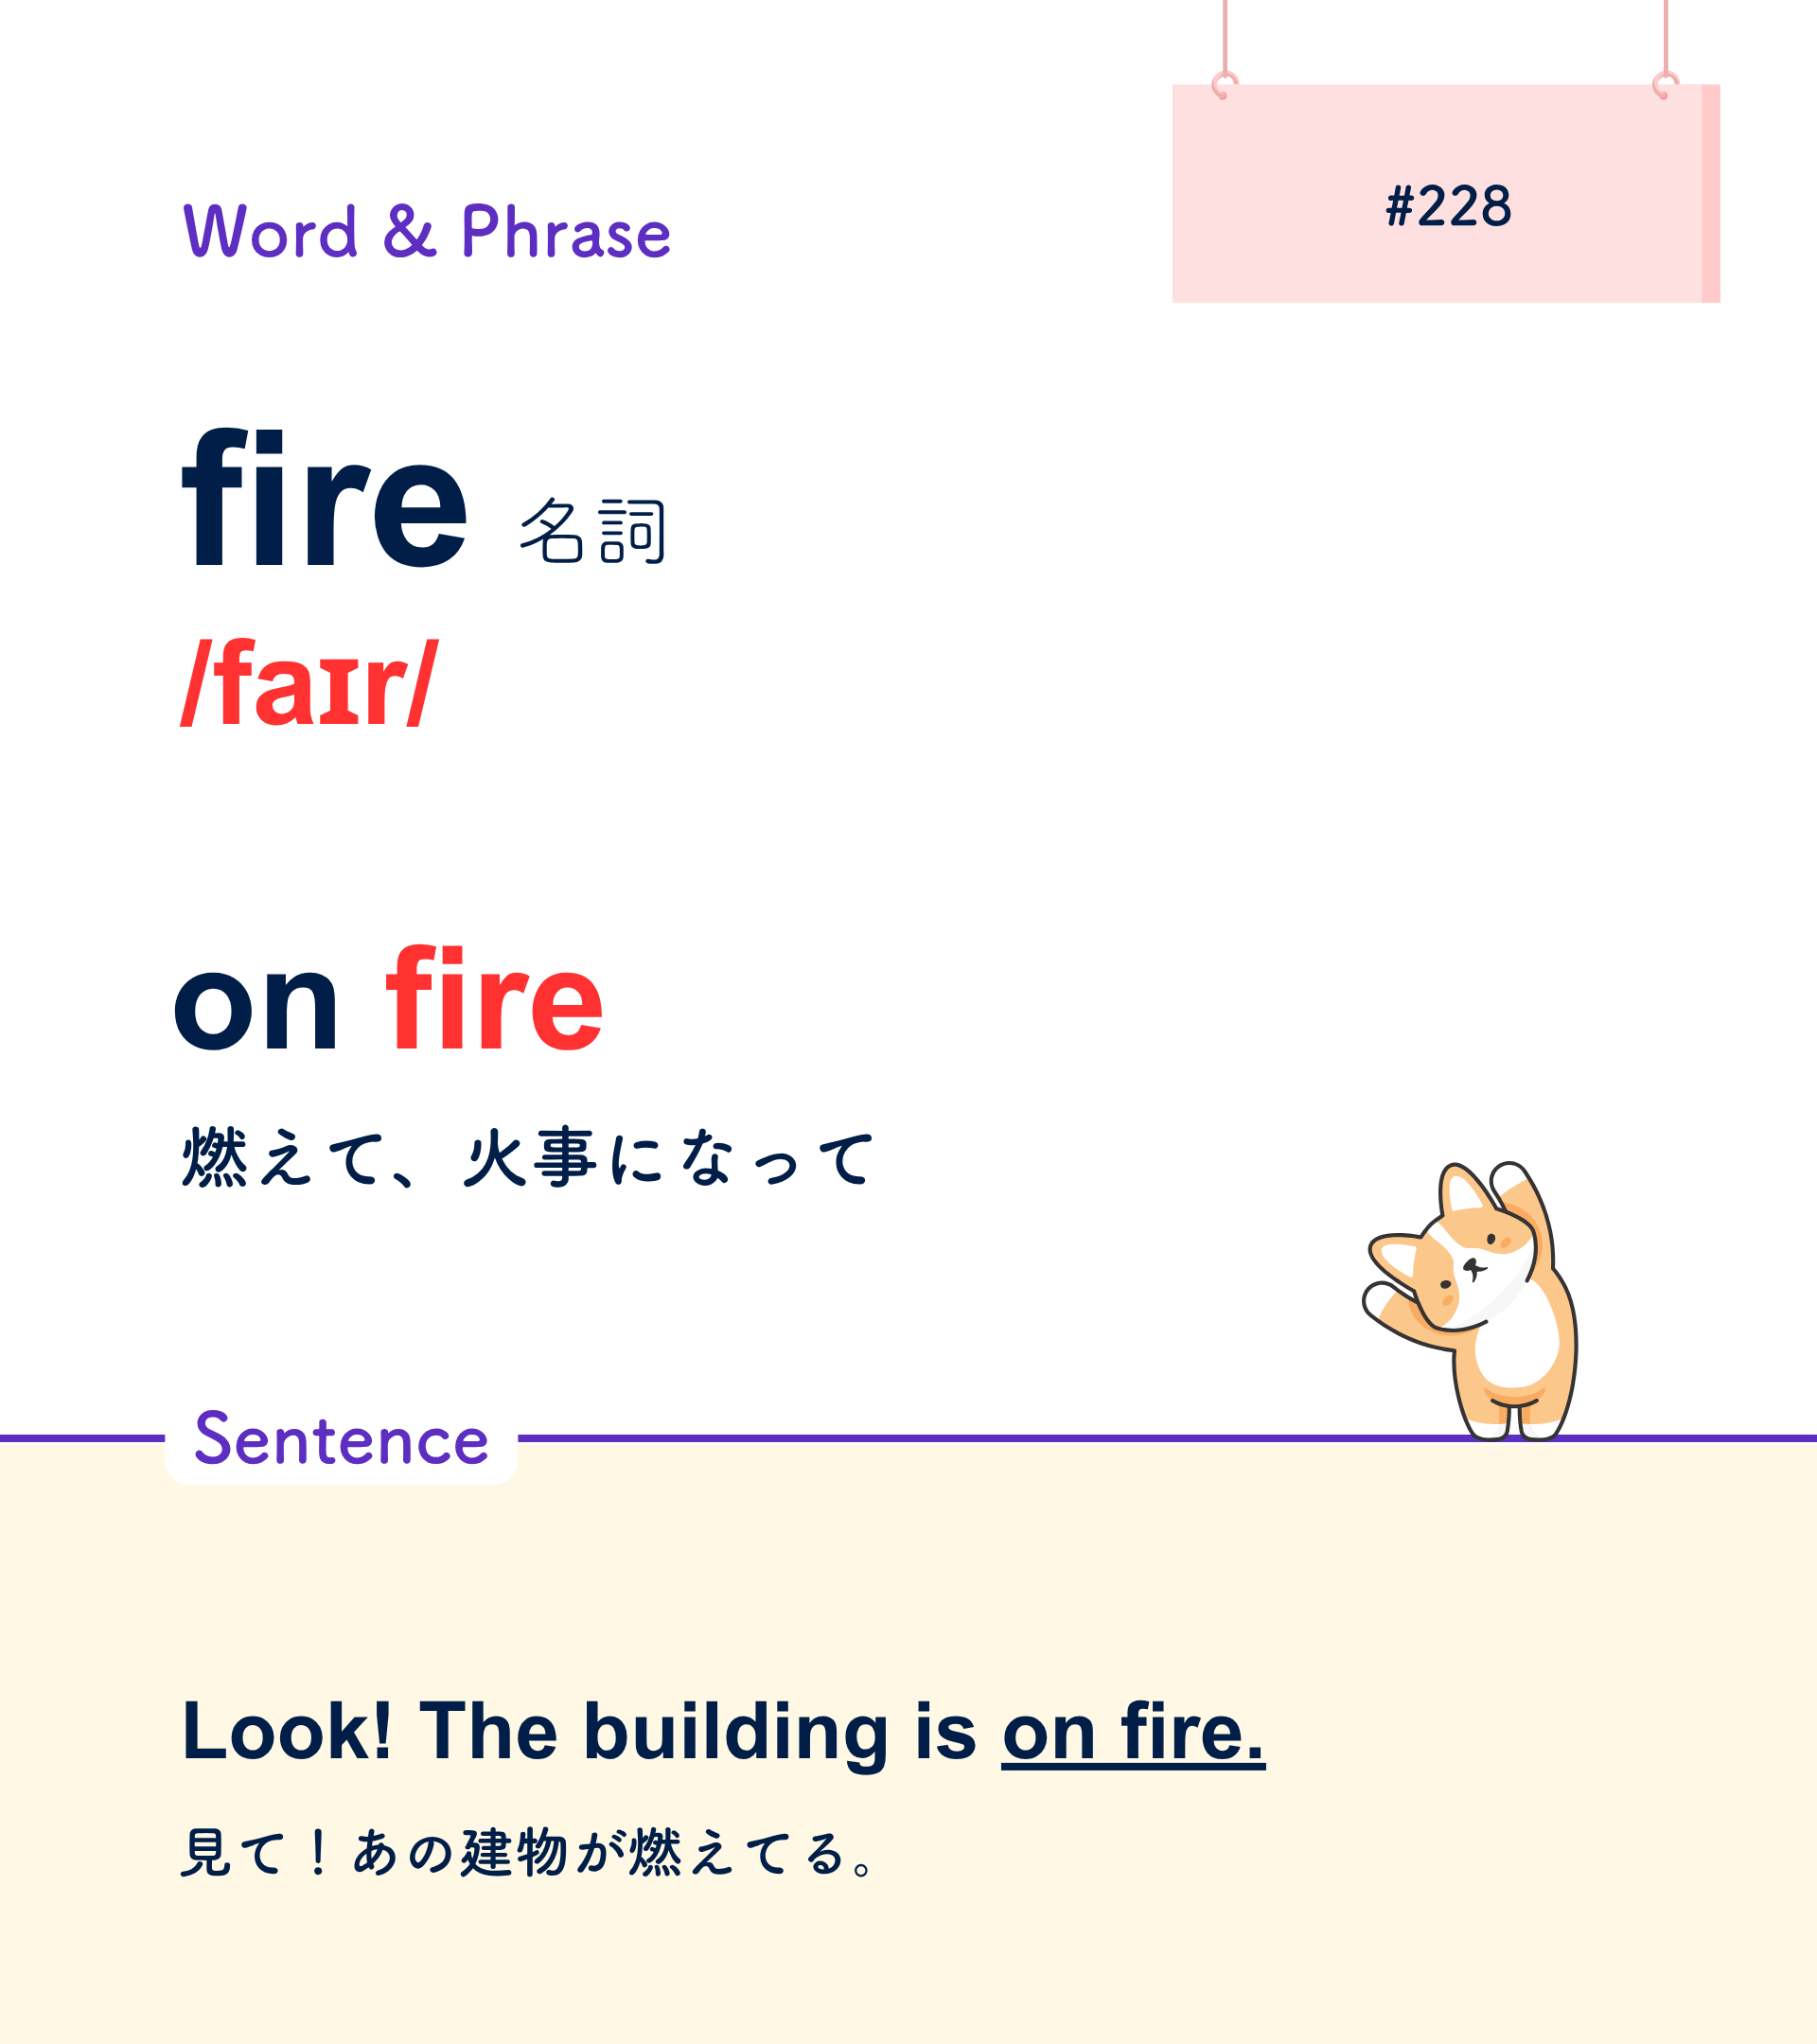 Word & Phrase
#228
fire 名詞
/faɪr/
on fire
燃えて、火事になって
Sentence
Look! The building is on fire.
見て！あの建物が燃えてる。